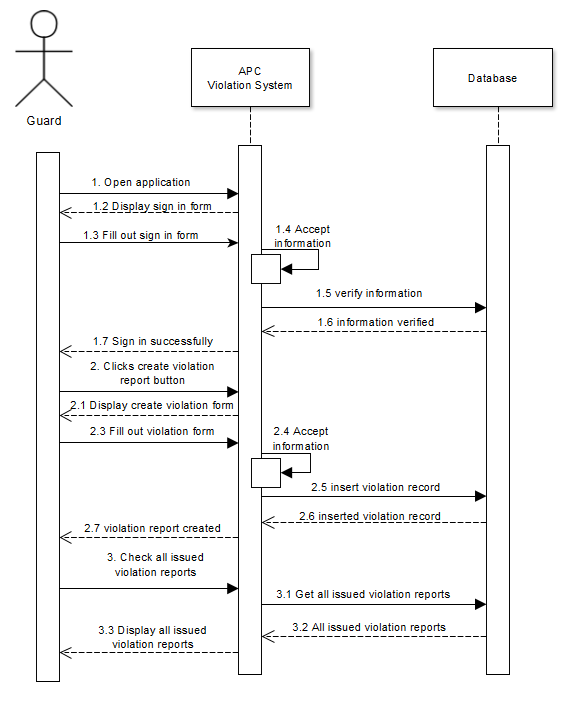 APC
Violation System
Database
Guard
1. Open application
1.2 Display sign in form
1.3 Fill out sign in form
1.4 Accept
information
1.5 verify information
1.6 information verified
1.7 Sign in successfully
2. Clicks create violation
report button
2.1 Display create violation form
2.3 Fill out violation form
2.4 Accept
information
2.5 insert violation record
2.6 inserted violation record
2.7 violation report created
3. Check all issued
violation reports
3.1 Get all issued violation reports
3.2 All issued violation reports
3.3 Display all issued
violation reports